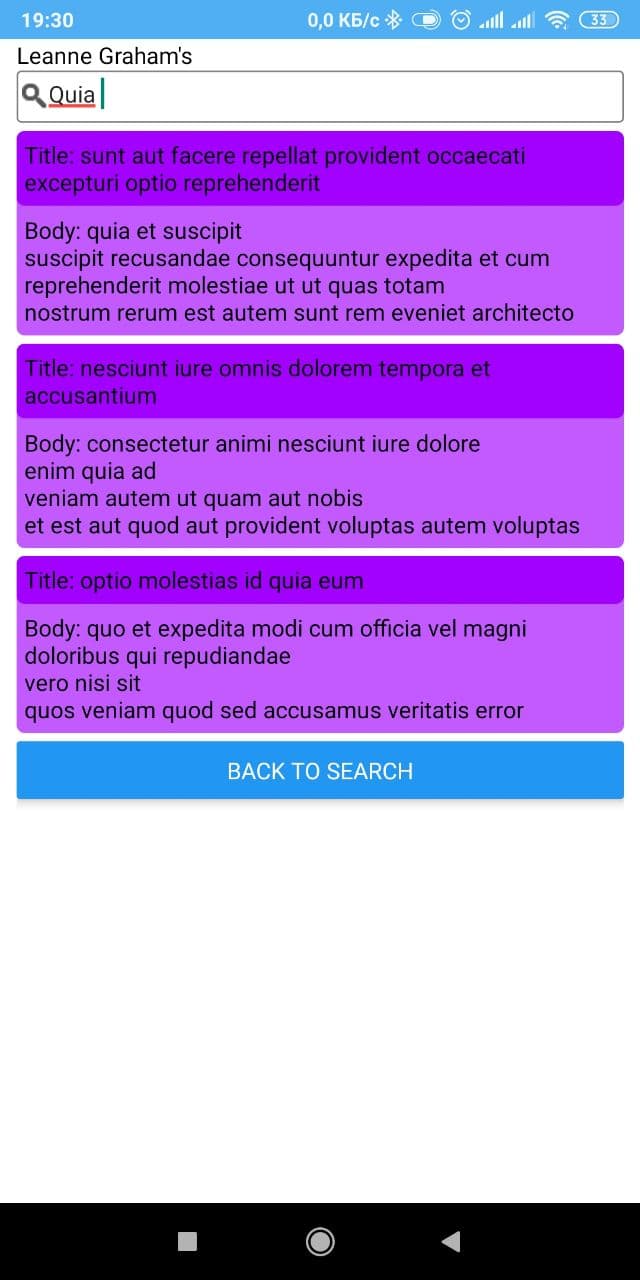 19:30 0,0 КБ/с 33
Leanne Graham's
Quia
Title: sunt aut facere repellat provident occaecati
excepturi optio reprehenderit
Body: quia et suscipit
suscipit recusandae consequuntur expedita et cum
reprehenderit molestiae ut ut quas totam
nostrum rerum est autem sunt rem eveniet architecto
Title: nesciunt iure omnis dolorem tempora et
accusantium
Body: consectetur animi nesciunt iure dolore
enim quia ad
veniam autem ut quam aut nobis
et est aut quod aut provident voluptas autem voluptas
Title: optio molestias id quia eum
Body: quo et expedita modi cum officia vel magni
doloribus qui repudiandae
vero nisi sit
quos veniam quod sed accusamus veritatis error
BACK TO SEARCH